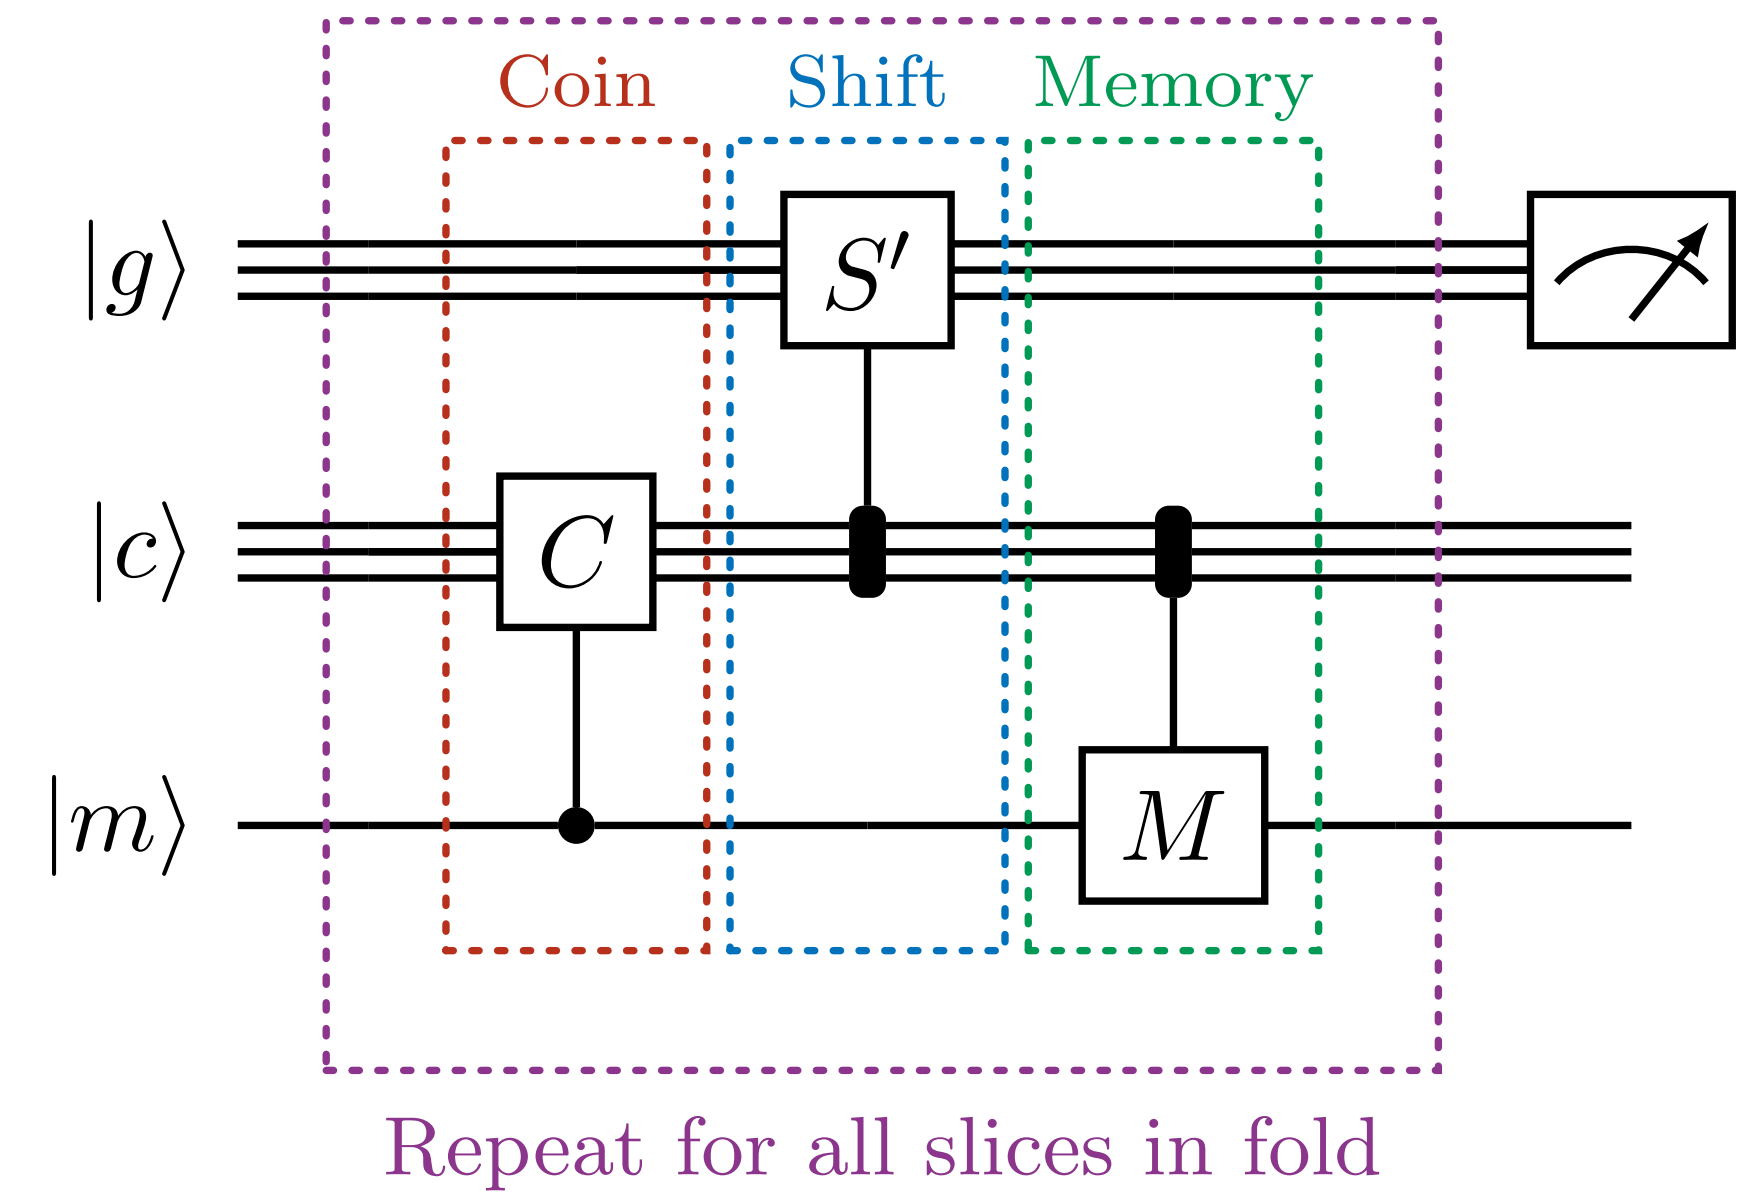 Coin Shift Memory
|g⟩ S′
|c⟩ C
|m⟩ M
Repeat for all slices in fold